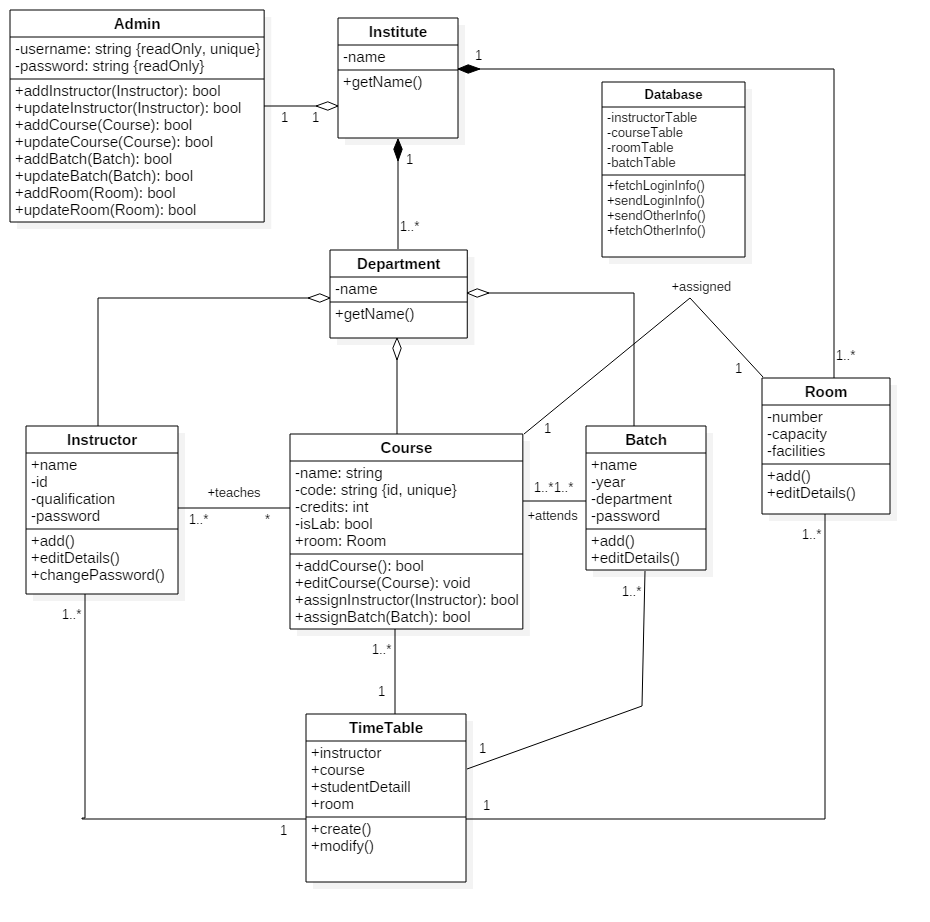 Admin
-username: string {readOnly, unique}
-password: string {readOnly}
+addInstructor(Instructor): bool
+updateInstructor(Instructor): bool
+addCourse(Course): bool
+updateCourse(Course): bool
+addBatch(Batch): bool
+updateBatch(Batch): bool
+addRoom(Room): bool
+updateRoom(Room): bool
1
1
Institute
-name
+getName()
1
1
1..*
Database
-instructorTable
-courseTable
-roomTable
-batchTable
+fetchLoginInfo()
+sendLoginInfo()
+sendOtherInfo()
+fetchOtherInfo()
Department
-name
+getName()
+assigned
1..*
1
1
Room
-number
-capacity
-facilities
+add()
+editDetails()
1..*
Instructor
+name
-id
-qualification
-password
+add()
+editDetails()
+changePassword()
+teaches
1..*
*
1..*
Course
-name: string
-code: string {id, unique}
-credits: int
-isLab: bool
+room: Room
+addCourse(): bool
+editCourse(Course): void
+assignInstructor(Instructor): bool
+assignBatch(Batch): bool
1..*1..*
+attends
Batch
+name
-year
-department
-password
+add()
+editDetails()
1..*
1..*
1
1
1
1
TimeTable
+instructor
+course
+studentDetaill
+room
+create()
+modify()